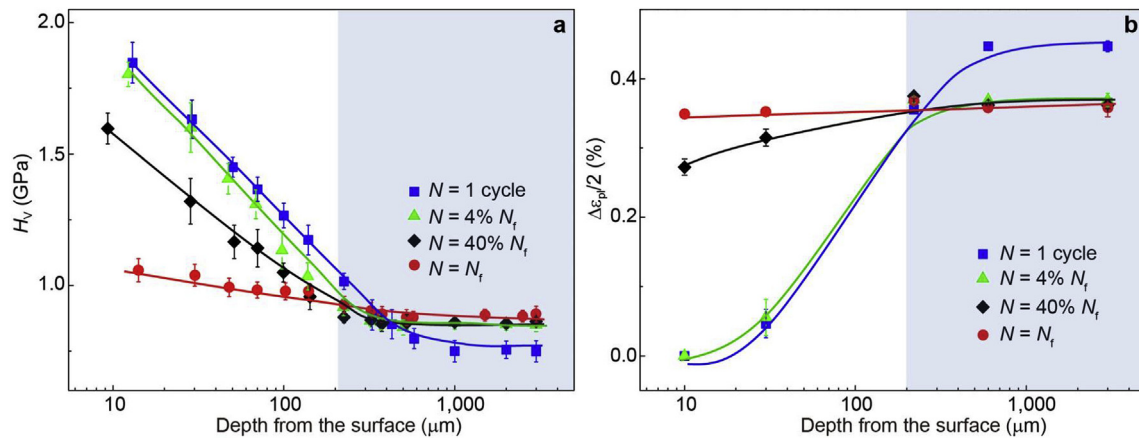 a
2.0
1.5
1.0
H_V (GPa)
N = 1 cycle
N = 4% N_f
N = 40% N_f
N = N_f
10
100
1,000
Depth from the surface (μm)
b
0.4
0.2
0.0
Δε_pl/2 (%)
N = 1 cycle
N = 4% N_f
N = 40% N_f
N = N_f
10
100
1,000
Depth from the surface (μm)